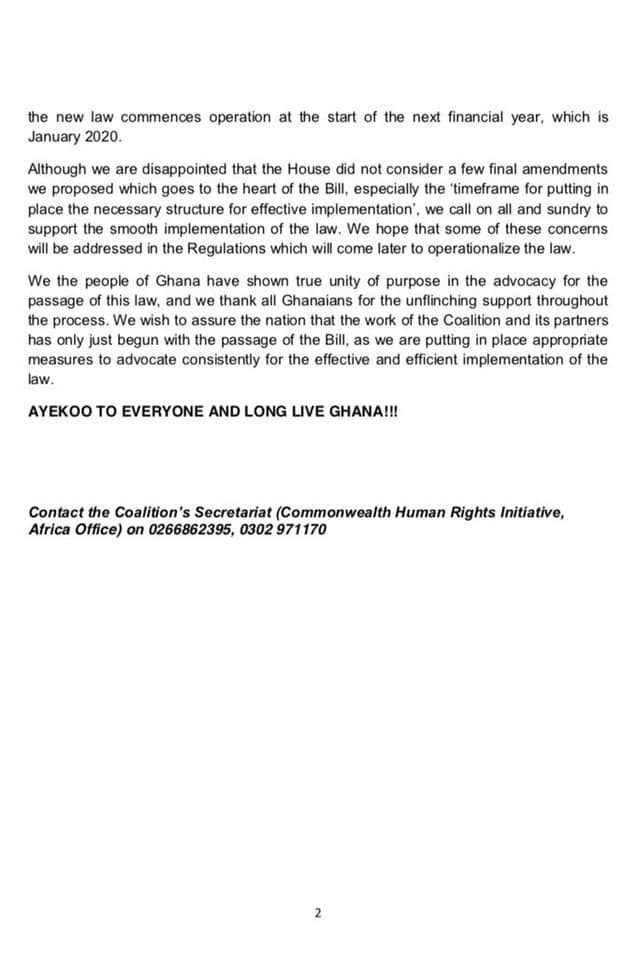 the new law commences operation at the start of the next financial year, which is
January 2020.
Although we are disappointed that the House did not consider a few final amendments
we proposed which goes to the heart of the Bill, especially the 'timeframe for putting in
place the necessary structure for effective implementation', we call on all and sundry to
support the smooth implementation of the law. We hope that some of these concerns
will be addressed in the Regulations which will come later to operationalize the law.
We the people of Ghana have shown true unity of purpose in the advocacy for the
passage of this law, and we thank all Ghanaians for the unflinching support throughout
the process. We wish to assure the nation that the work of the Coalition and its partners
has only just begun with the passage of the Bill, as we are putting in place appropriate
measures to advocate consistently for the effective and efficient implementation of the
law.
AYEKOO TO EVERYONE AND LONG LIVE GHANA!!!
Contact the Coalition's Secretariat (Commonwealth Human Rights Initiative,
Africa Office) on 0266862395, 0302 971170
2